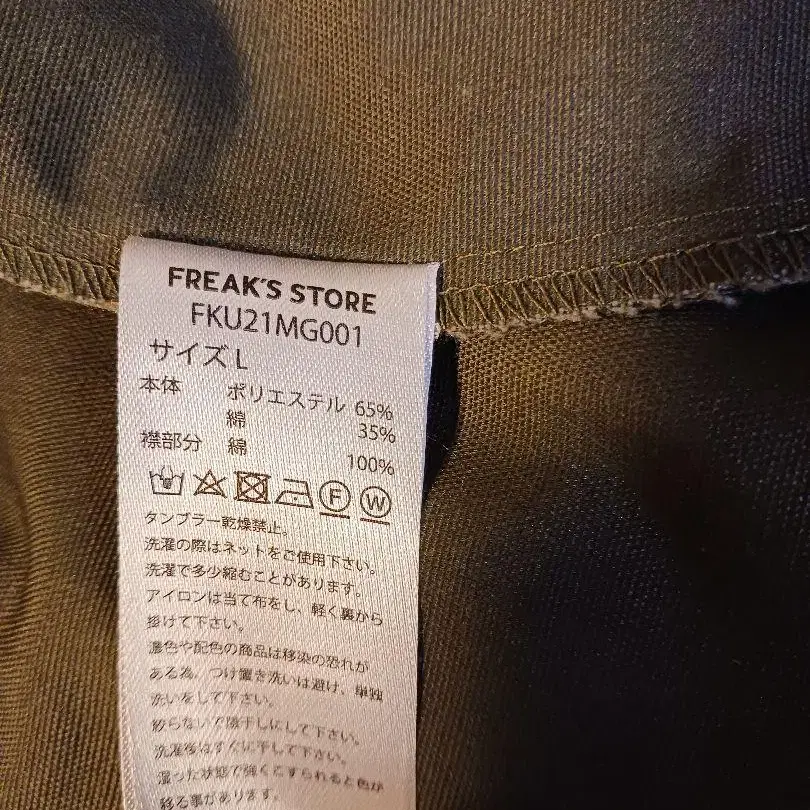 FREAK'S STORE
FKU21MG001
サイズ L
本体 ポリエステル 65%
綿 35%
襟部分 綿 100%
F W
タンブラー乾燥禁止。
洗濯の際はネットをご使用下さい。
洗濯で多少縮むことがあります。
アイロンは当て布をし、軽く裏から
掛けて下さい。
濃色や配色の商品は移染の恐れが
ある為、つけ置き洗いは避け、単独
洗いをして下さい。
絞らないで陰干しにして下さい。
洗濯後はすぐに干して下さい。
湿った状態で強くこすられると色が
移る事があります。